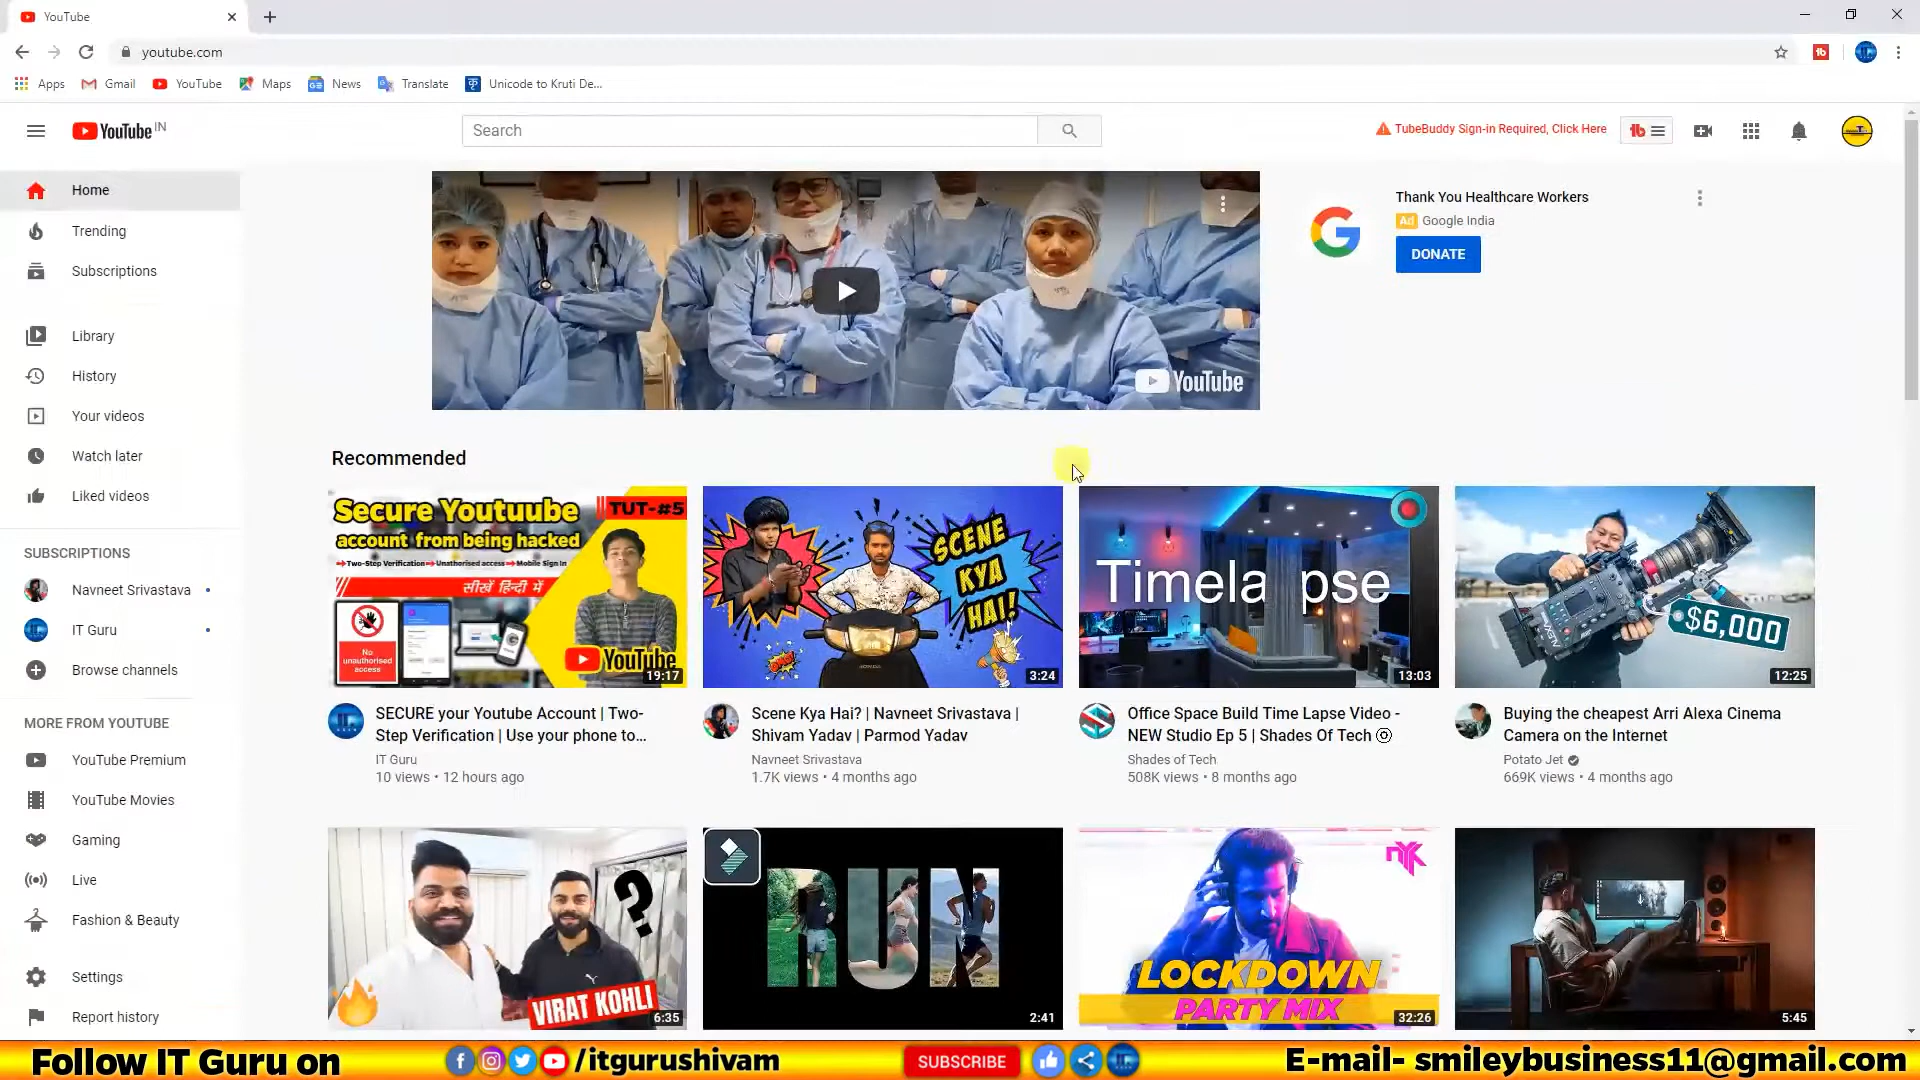 YouTube
youtube.com
Apps
Gmail
YouTube
Maps
News
Translate
Unicode to Kruti De...
YouTube IN
Search
TubeBuddy Sign-in Required, Click Here
tb
Home
Trending
Subscriptions
Library
History
Your videos
Watch later
Liked videos
SUBSCRIPTIONS
Navneet Srivastava
IT Guru
Browse channels
MORE FROM YOUTUBE
YouTube Premium
YouTube Movies
Gaming
Live
Fashion & Beauty
Settings
Report history
YouTube
Thank You Healthcare Workers
Ad Google India
DONATE
Recommended
Secure Youtuube
TUT-#5
account from being hacked
Two-Step Verification Unathorised access Mobile Sign In
सीखें हिन्दी में
No
unauthorised
access
YouTube
19:17
SECURE your Youtube Account | Two-
Step Verification | Use your phone to...
IT Guru
10 views • 12 hours ago
SCENE
KYA
HAI!
3:24
Scene Kya Hai? | Navneet Srivastava |
Shivam Yadav | Parmod Yadav
Navneet Srivastava
1.7K views • 4 months ago
Timela pse
13:03
Office Space Build Time Lapse Video -
NEW Studio Ep 5 | Shades Of Tech
Shades of Tech
508K views • 8 months ago
$6,000
12:25
Buying the cheapest Arri Alexa Cinema
Camera on the Internet
Potato Jet
669K views • 4 months ago
?
VIRAT KOHLI
6:35
RUN
2:41
NYK
LOCKDOWN
PARTY MIX
32:26
5:45
Follow IT Guru on
/itgurushivam
SUBSCRIBE
E-mail- smileybusiness11@gmail.com